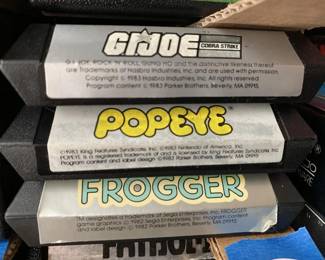 GI JOE
COBRA STRIKE
G.I. JOE, ROCK 'N' ROLL, GUNG HO and the distinctive likeness thereof
are Trademarks of Hasbro Industries, Inc. and are used with permission.
Copyright © 1983 Hasbro Industries, Inc. All Rights Reserved.
Program content © 1983 Parker Brothers, Beverly, MA 01915.
POPEYE
©1983 King Features Syndicate, Inc. ©1982 Nintendo of America, Inc.
POPEYE is a registered trademark of and is licensed by King Features Syndicate, Inc.
Program content and label design ©1983 Parker Brothers, Beverly, MA 01915
FROGGER
TM designates a trademark of Sega Enterprises, Inc. FROGGER
game graphics © 1982 Sega Enterprises, Inc. Program content
and label design © 1982 Parker Brothers, Beverly, MA 01915